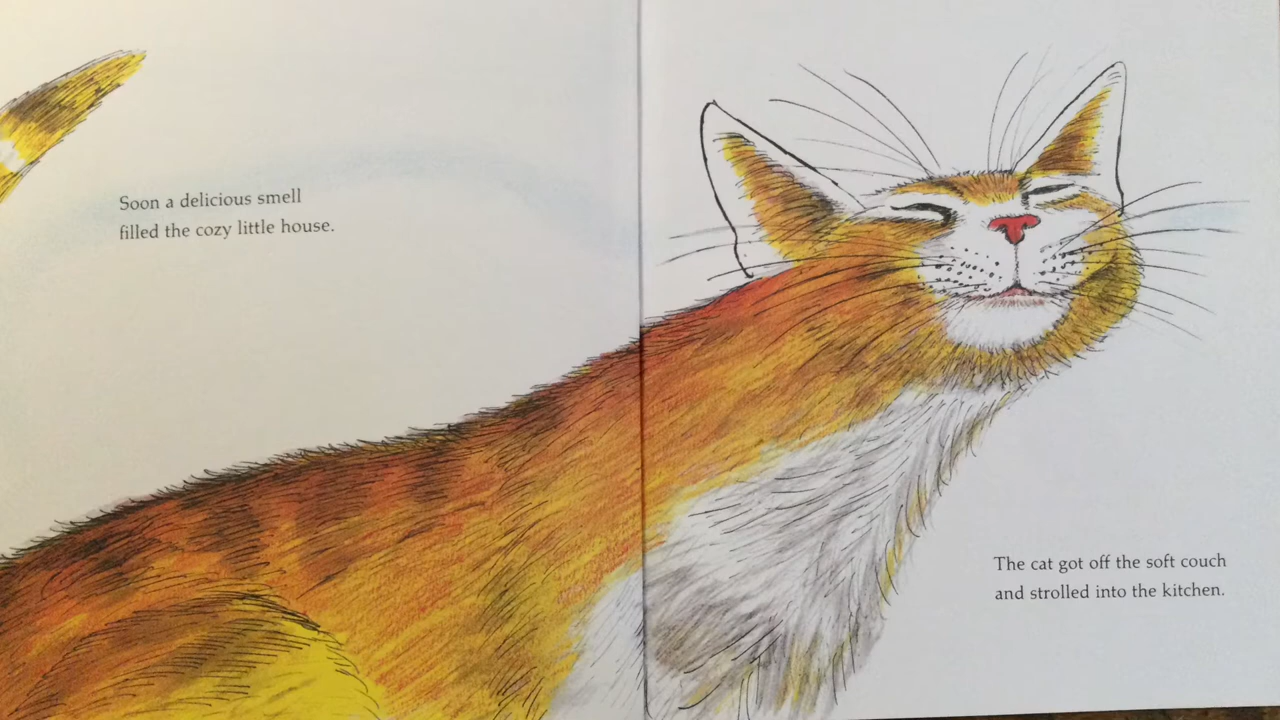 Soon a delicious smell
filled the cozy little house.
The cat got off the soft couch
and strolled into the kitchen.